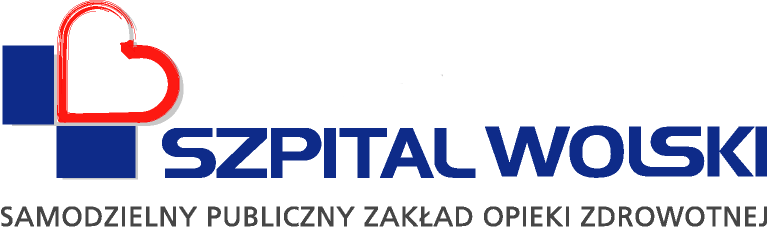 SZPITAL WOLSKI
SAMODZIELNY PUBLICZNY ZAKŁAD OPIEKI ZDROWOTNEJ